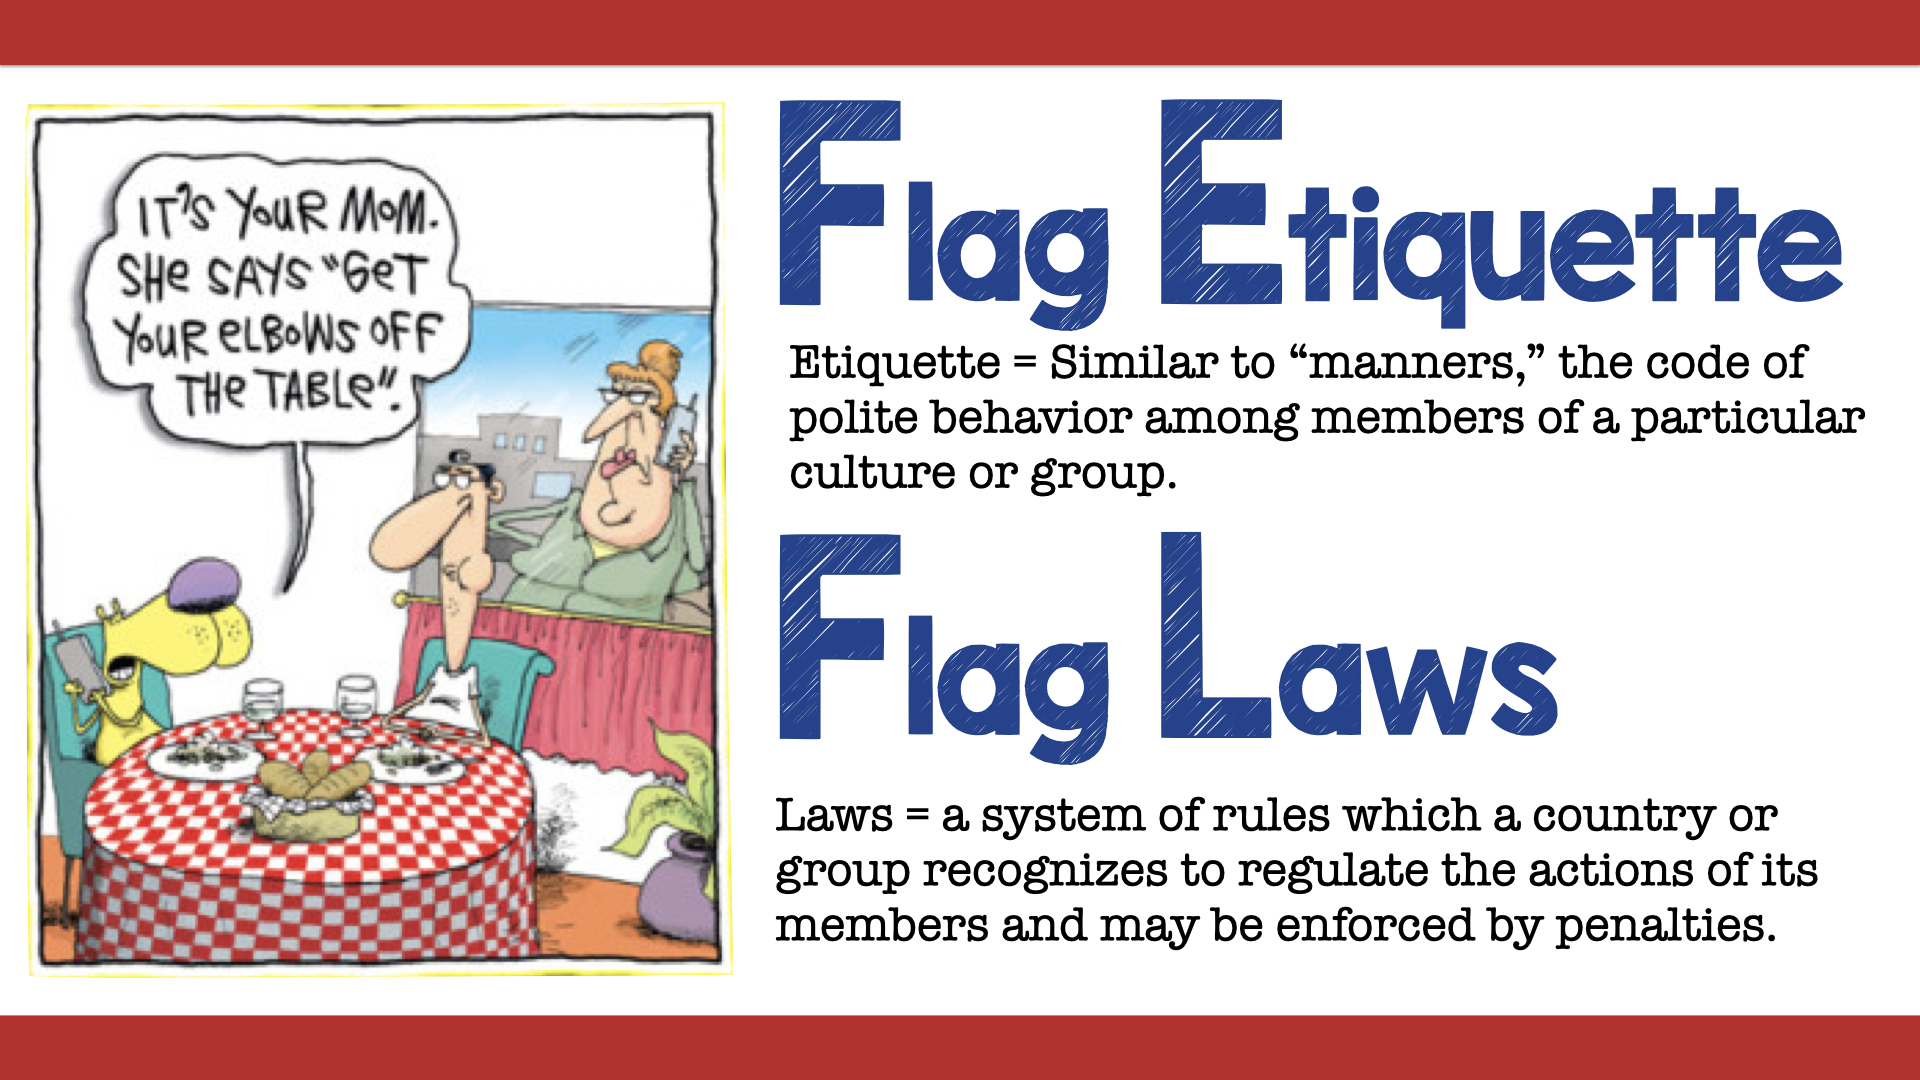 IT'S YOUR MOM.
SHe SAYS "GeT
YOUR eLBOWS OFF
THe TABLe".
Flag Etiquette
Etiquette = Similar to “manners,” the code of
polite behavior among members of a particular
culture or group.
Flag Laws
Laws = a system of rules which a country or
group recognizes to regulate the actions of its
members and may be enforced by penalties.